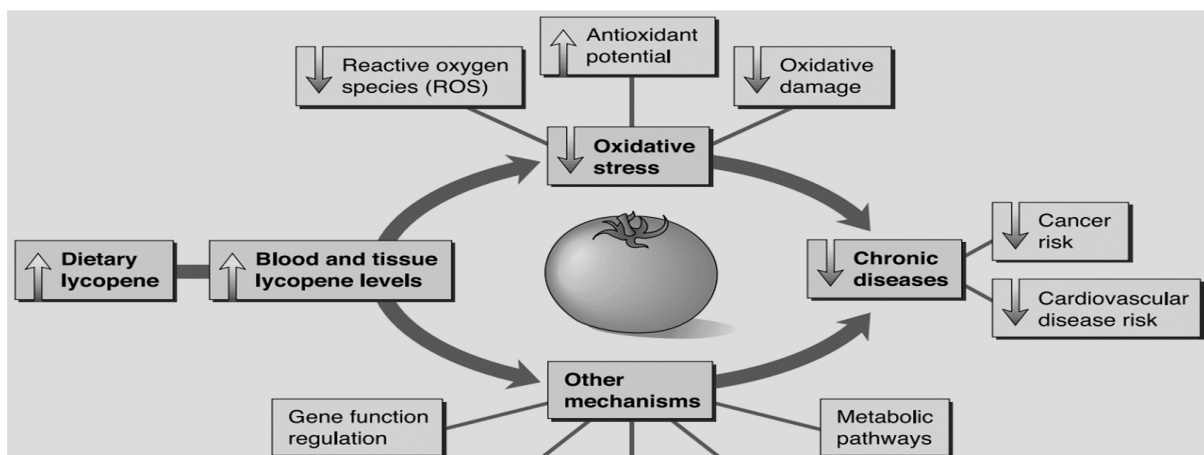 Antioxidant
potential
Reactive oxygen
species (ROS)
Oxidative
damage
Oxidative
stress
Dietary
lycopene
Blood and tissue
lycopene levels
Chronic
diseases
Cancer
risk
Cardiovascular
disease risk
Other
mechanisms
Gene function
regulation
Metabolic
pathways